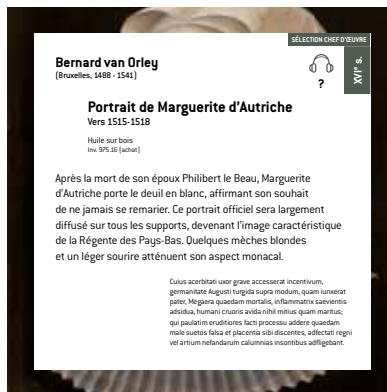 SÉLECTION CHEF D'ŒUVRE
XVIe s.
?
Bernard van Orley
(Bruxelles, 1488 - 1541)
Portrait de Marguerite d'Autriche
Vers 1515-1518
Huile sur bois
Inv. 975.16 (achat)
Après la mort de son époux Philibert le Beau, Marguerite
d'Autriche porte le deuil en blanc, affirmant son souhait
de ne jamais se remarier. Ce portrait officiel sera largement
diffusé sur tous les supports, devenant l'image caractéristique
de la Régente des Pays-Bas. Quelques mèches blondes
et un léger sourire atténuent son aspect monacal.
Cuius acerbitati uxor grave accesserat incentivum,
germanitate Augusti turgida supra modum, quam iunxerat
pater, Megaera quaedam mortalis, inflammatrix saevientis
adsidua, humani cruoris avida nihil mitius quam maritus;
qui paulatim eruditiores facti processu addere quaedam
male suetos falsa et placentia sibi discentes, adfectati regni
vel artium nefandarum calumnias insontibus adfligebant.